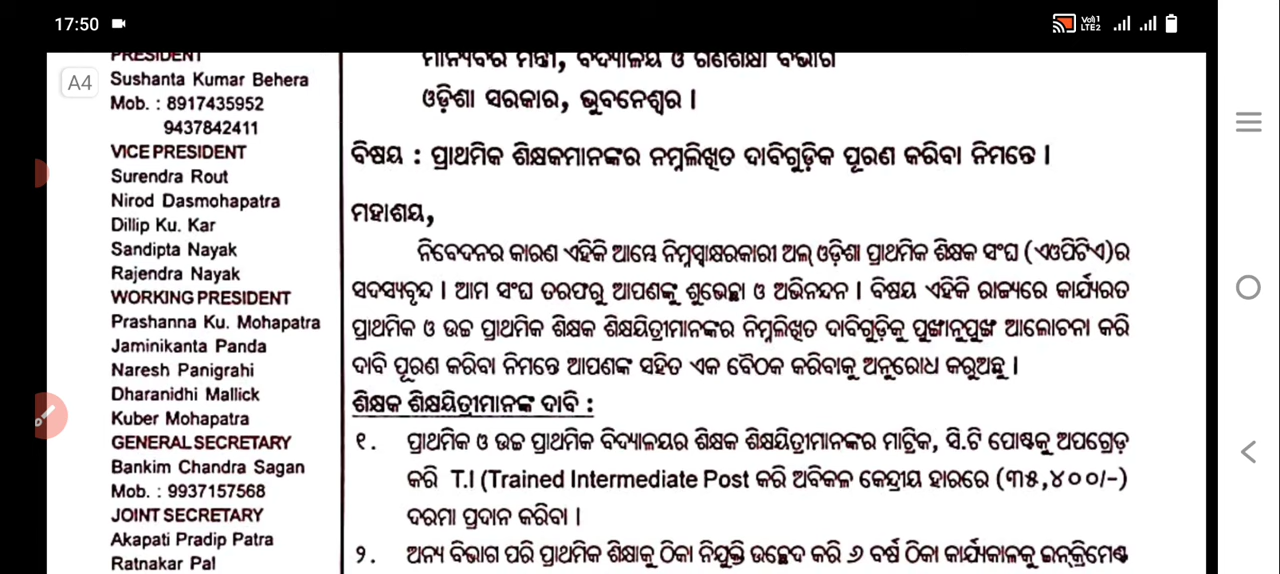 17:50
Vo))1
LTE2
A4
PRESIDENT
Sushanta Kumar Behera
Mob. : 8917435952
9437842411
VICE PRESIDENT
Surendra Rout
Nirod Dasmohapatra
Dillip Ku. Kar
Sandipta Nayak
Rajendra Nayak
WORKING PRESIDENT
Prashanna Ku. Mohapatra
Jaminikanta Panda
Naresh Panigrahi
Dharanidhi Mallick
Kuber Mohapatra
GENERAL SECRETARY
Bankim Chandra Sagan
Mob. : 9937157568
JOINT SECRETARY
Akapati Pradip Patra
Ratnakar Pal
ମାନ୍ୟବର ମନ୍ତ୍ରୀ, ବିଦ୍ୟାଳୟ ଓ ଗଣଶିକ୍ଷା ବିଭାଗ
ଓଡ଼ିଶା ସରକାର, ଭୁବନେଶ୍ୱର ।
ବିଷୟ : ପ୍ରାଥମିକ ଶିକ୍ଷକମାନଙ୍କର ନମ୍ନଲିଖିତ ଦାବିଗୁଡ଼ିକ ପୂରଣ କରିବା ନିମନ୍ତେ ।
ମହାଶୟ,
ନିବେଦନର କାରଣ ଏହିକି ଆମ୍ଭେ ନିମ୍ନସ୍ୱାକ୍ଷରକାରୀ ଅଲ୍ ଓଡ଼ିଶା ପ୍ରାଥମିକ ଶିକ୍ଷକ ସଂଘ (ଏଓପିଟିଏ)ର
ସଦସ୍ୟବୃନ୍ଦ । ଆମ ସଂଘ ତରଫରୁ ଆପଣଙ୍କୁ ଶୁଭେଚ୍ଛା ଓ ଅଭିନନ୍ଦନ । ବିଷୟ ଏହିକି ରାଜ୍ୟରେ କାର୍ଯ୍ୟରତ
ପ୍ରାଥମିକ ଓ ଉଚ୍ଚ ପ୍ରାଥମିକ ଶିକ୍ଷକ ଶିକ୍ଷୟିତ୍ରୀମାନଙ୍କର ନିମ୍ନଲିଖିତ ଦାବିଗୁଡ଼ିକୁ ପୁଙ୍ଖାନୁପୁଙ୍ଖ ଆଲୋଚନା କରି
ଦାବି ପୂରଣ କରିବା ନିମନ୍ତେ ଆପଣଙ୍କ ସହିତ ଏକ ବୈଠକ କରିବାକୁ ଅନୁରୋଧ କରୁଅଛୁ ।
ଶିକ୍ଷକ ଶିକ୍ଷୟିତ୍ରୀମାନଙ୍କ ଦାବି :
୧. ପ୍ରାଥମିକ ଓ ଉଚ୍ଚ ପ୍ରାଥମିକ ବିଦ୍ୟାଳୟର ଶିକ୍ଷକ ଶିକ୍ଷୟିତ୍ରୀମାନଙ୍କର ମାଟ୍ରିକ, ସି.ଟି ପୋଷ୍ଟକୁ ଅପଗ୍ରେଡ଼
କରି T.I (Trained Intermediate Post କରି ଅବିକଳ କେନ୍ଦ୍ରୀୟ ହାରରେ (୩୫,୪୦୦/-)
ଦରମା ପ୍ରଦାନ କରିବା ।
୨. ଅନ୍ୟ ବିଭାଗ ପରି ପ୍ରାଥମିକ ଶିକ୍ଷାକୁ ଠିକା ନିଯୁକ୍ତି ଉଚ୍ଛେଦ କରି ୬ ବର୍ଷ ଠିକା କାର୍ଯ୍ୟକାଳକୁ ଇନ୍‌କ୍ରିମେଣ୍ଟ